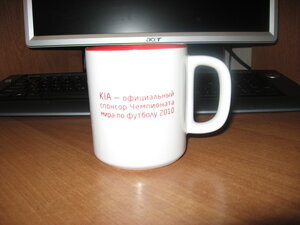 acer
KIA – официальный
спонсор Чемпионата
мира по футболу 2010